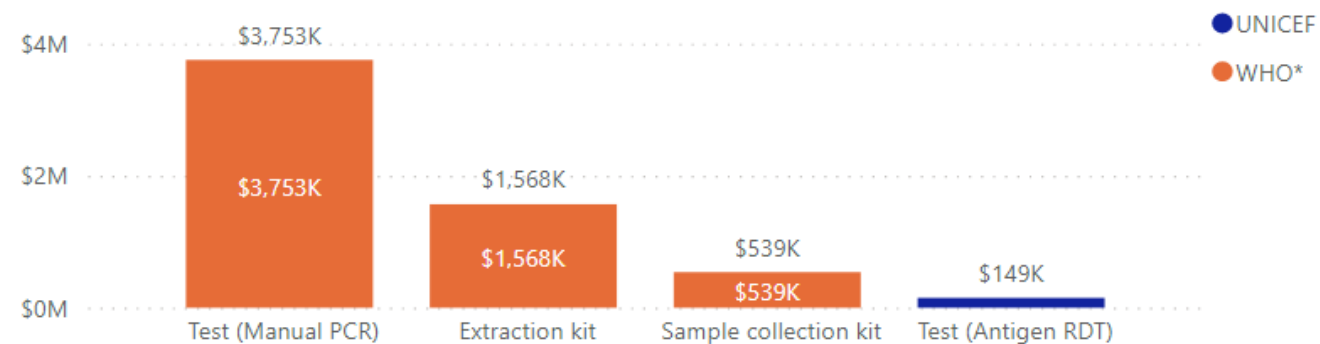 UNICEF
WHO*
$4M
$2M
$0M
$3,753K
$3,753K
$1,568K
$1,568K
$539K
$539K
$149K
Test (Manual PCR)
Extraction kit
Sample collection kit
Test (Antigen RDT)